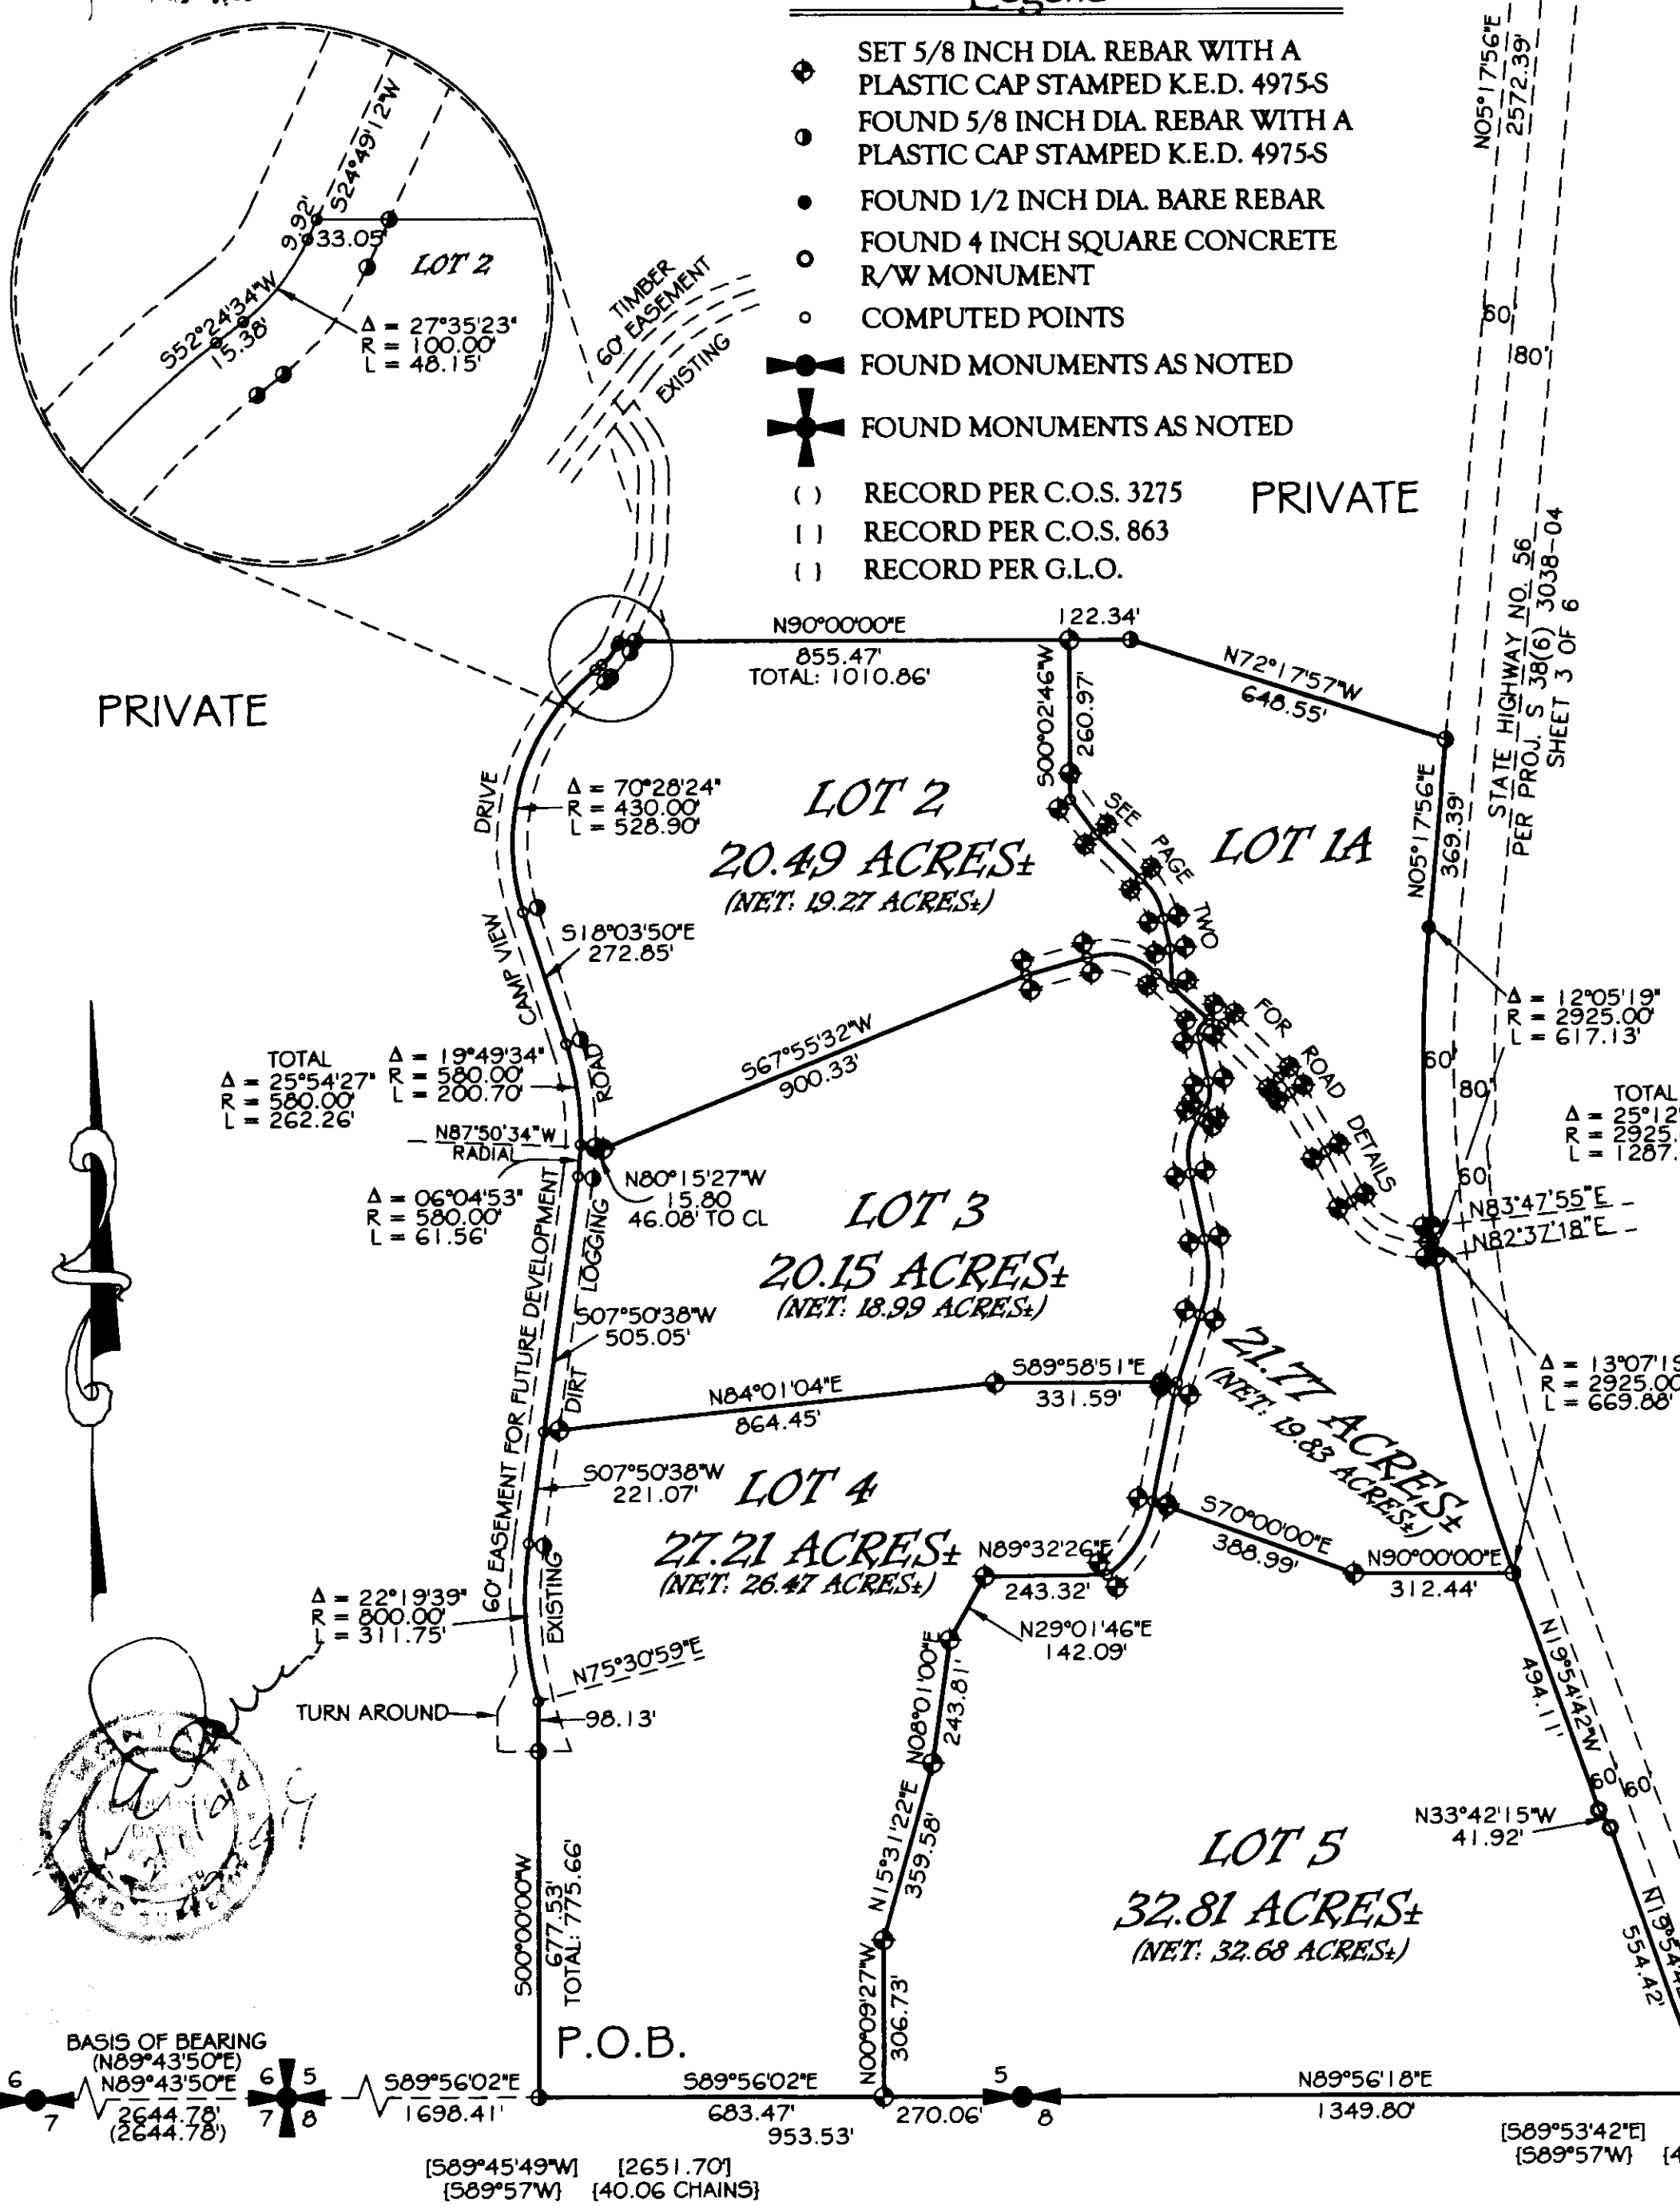 Legend
SET 5/8 INCH DIA. REBAR WITH A
PLASTIC CAP STAMPED K.E.D. 4975-S
FOUND 5/8 INCH DIA. REBAR WITH A
PLASTIC CAP STAMPED K.E.D. 4975-S
FOUND 1/2 INCH DIA. BARE REBAR
FOUND 4 INCH SQUARE CONCRETE
R/W MONUMENT
COMPUTED POINTS
FOUND MONUMENTS AS NOTED
FOUND MONUMENTS AS NOTED
( ) RECORD PER C.O.S. 3275
[ ] RECORD PER C.O.S. 863
{ } RECORD PER G.L.O.
S24°49'12"W
9.92'
33.05'
LOT 2
S52°24'34"W
15.38'
Δ = 27°35'23"
R = 100.00'
L = 48.15'
TIMBER
60' EASEMENT
EXISTING
N05°17'56"E
2572.39'
60'
80'
PRIVATE
STATE HIGHWAY NO. 56
PER PROJ. S 38(6) 3038-04
SHEET 3 OF 6
PRIVATE
N90°00'00"E
855.47'
TOTAL: 1010.86'
122.34'
N72°17'57"W
648.55'
S00°02'46"W
260.97'
N05°17'56"E
369.39'
DRIVE
CAMP VIEW
ROAD
Δ = 70°28'24"
R = 430.00'
L = 528.90'
LOT 2
20.49 ACRES±
(NET: 19.27 ACRES±)
SEE PAGE TWO
FOR ROAD DETAILS
LOT 1A
S18°03'50"E
272.85'
S67°55'32"W
900.33'
Δ = 12°05'19"
R = 2925.00'
L = 617.13'
60'
80'
TOTAL
Δ = 25°12'
R = 2925.
L = 1287.
60'
N83°47'55"E
N82°37'18"E
TOTAL
Δ = 25°54'27"
R = 580.00'
L = 262.26'
Δ = 19°49'34"
R = 580.00'
L = 200.70'
N87°50'34"W
RADIAL
Δ = 06°04'53"
R = 580.00'
L = 61.56'
N80°15'27"W
15.80
46.08' TO CL
LOT 3
20.15 ACRES±
(NET: 18.99 ACRES±)
60' EASEMENT FOR FUTURE DEVELOPMENT
EXISTING DIRT LOGGING
S07°50'38"W
505.05'
N84°01'04"E
864.45'
S89°58'51"E
331.59'
21.77 ACRES±
(NET: 19.83 ACRES±)
Δ = 13°07'19
R = 2925.00
L = 669.88'
S07°50'38"W
221.07'
LOT 4
27.21 ACRES±
(NET: 26.47 ACRES±)
N89°32'26"E
243.32'
S70°00'00"E
388.99'
N90°00'00"E
312.44'
Δ = 22°19'39"
R = 800.00'
L = 311.75'
N29°01'46"E
142.09'
N08°01'00"E
243.81'
N75°30'59"E
TURN AROUND
98.13'
N19°54'42"W
494.11'
60'
60'
N33°42'15"W
41.92'
N15°31'22"E
359.58'
LOT 5
32.81 ACRES±
(NET: 32.68 ACRES±)
554.42'
S00°00'00"W
677.53'
TOTAL: 775.66'
P.O.B.
N00°09'27"W
306.73'
BASIS OF BEARING
(N89°43'50"E)
N89°43'50"E
2644.78'
(2644.78')
6
7
6 5
7 8
S89°56'02"E
1698.41'
S89°56'02"E
683.47'
270.06'
953.53'
5
8
N89°56'18"E
1349.80'
[S89°45'49"W] [2651.70']
{S89°57'W} {40.06 CHAINS}
[S89°53'42"E]
{S89°57'W} {4